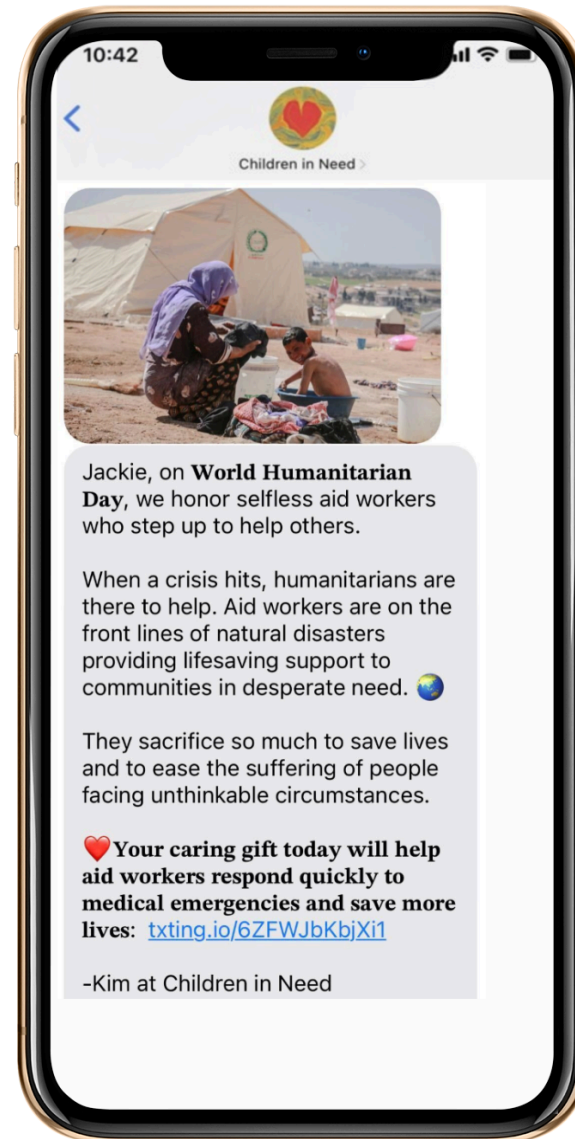 10:42
Children in Need
Jackie, on World Humanitarian
Day, we honor selfless aid workers
who step up to help others.
When a crisis hits, humanitarians are
there to help. Aid workers are on the
front lines of natural disasters
providing lifesaving support to
communities in desperate need. 🌏
They sacrifice so much to save lives
and to ease the suffering of people
facing unthinkable circumstances.
❤️Your caring gift today will help
aid workers respond quickly to
medical emergencies and save more
lives: txting.io/6ZFWJbKbjXi1
-Kim at Children in Need